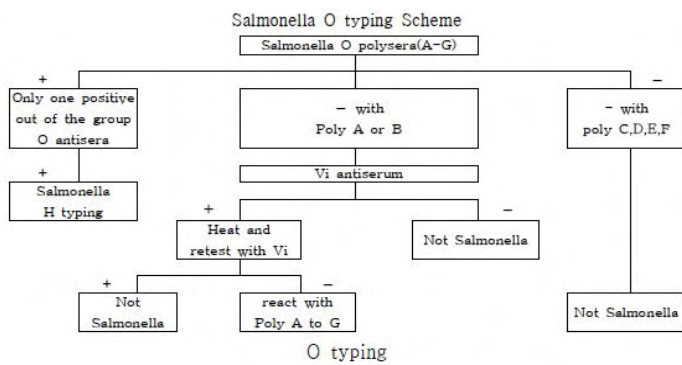 Salmonella O typing Scheme
Salmonella O polysera(A-G)
+
−
Only one positive
out of the group
O antisera
− with
Poly A or B
- with
poly C,D,E,F
+
Salmonella
H typing
Vi antiserum
+
−
Heat and
retest with Vi
Not Salmonella
+
−
Not
Salmonella
react with
Poly A to G
Not Salmonella
O typing